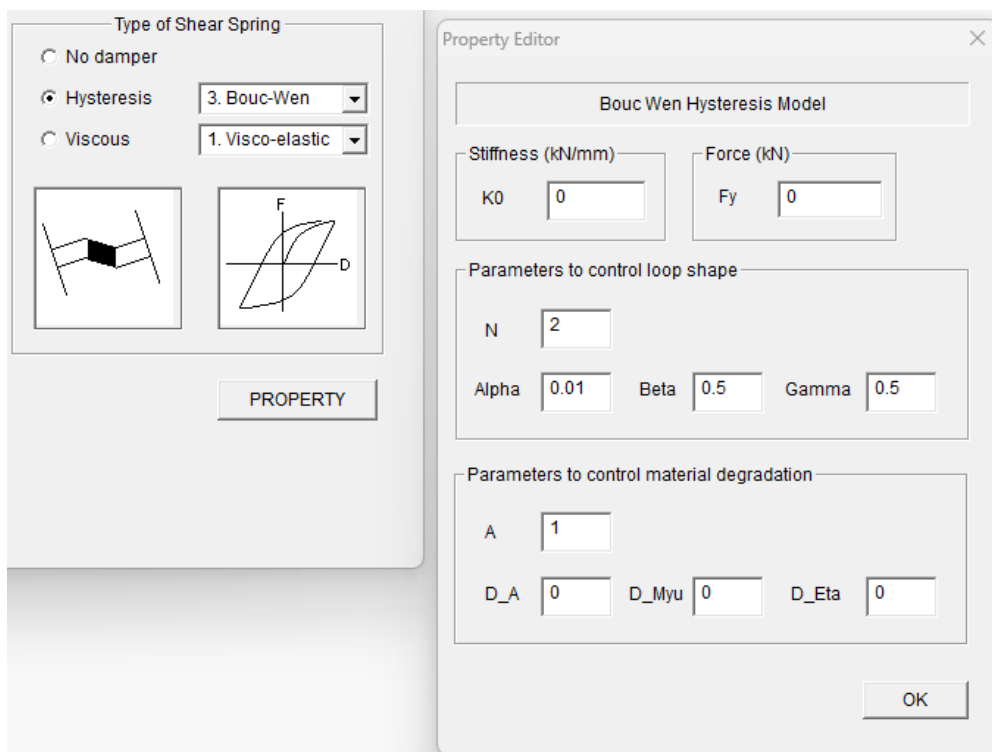 Type of Shear Spring
No damper
Hysteresis 3. Bouc-Wen
Viscous 1. Visco-elastic
F
D
PROPERTY
Property Editor
Bouc Wen Hysteresis Model
Stiffness (kN/mm) Force (kN)
K0 0 Fy 0
Parameters to control loop shape
N 2
Alpha 0.01 Beta 0.5 Gamma 0.5
Parameters to control material degradation
A 1
D_A 0 D_Myu 0 D_Eta 0
OK